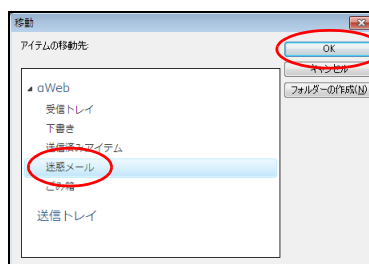 移動
アイテムの移動先:
OK
キャンセル
フォルダーの作成(N)
aWeb
受信トレイ
下書き
送信済みアイテム
迷惑メール
ごみ箱
送信トレイ